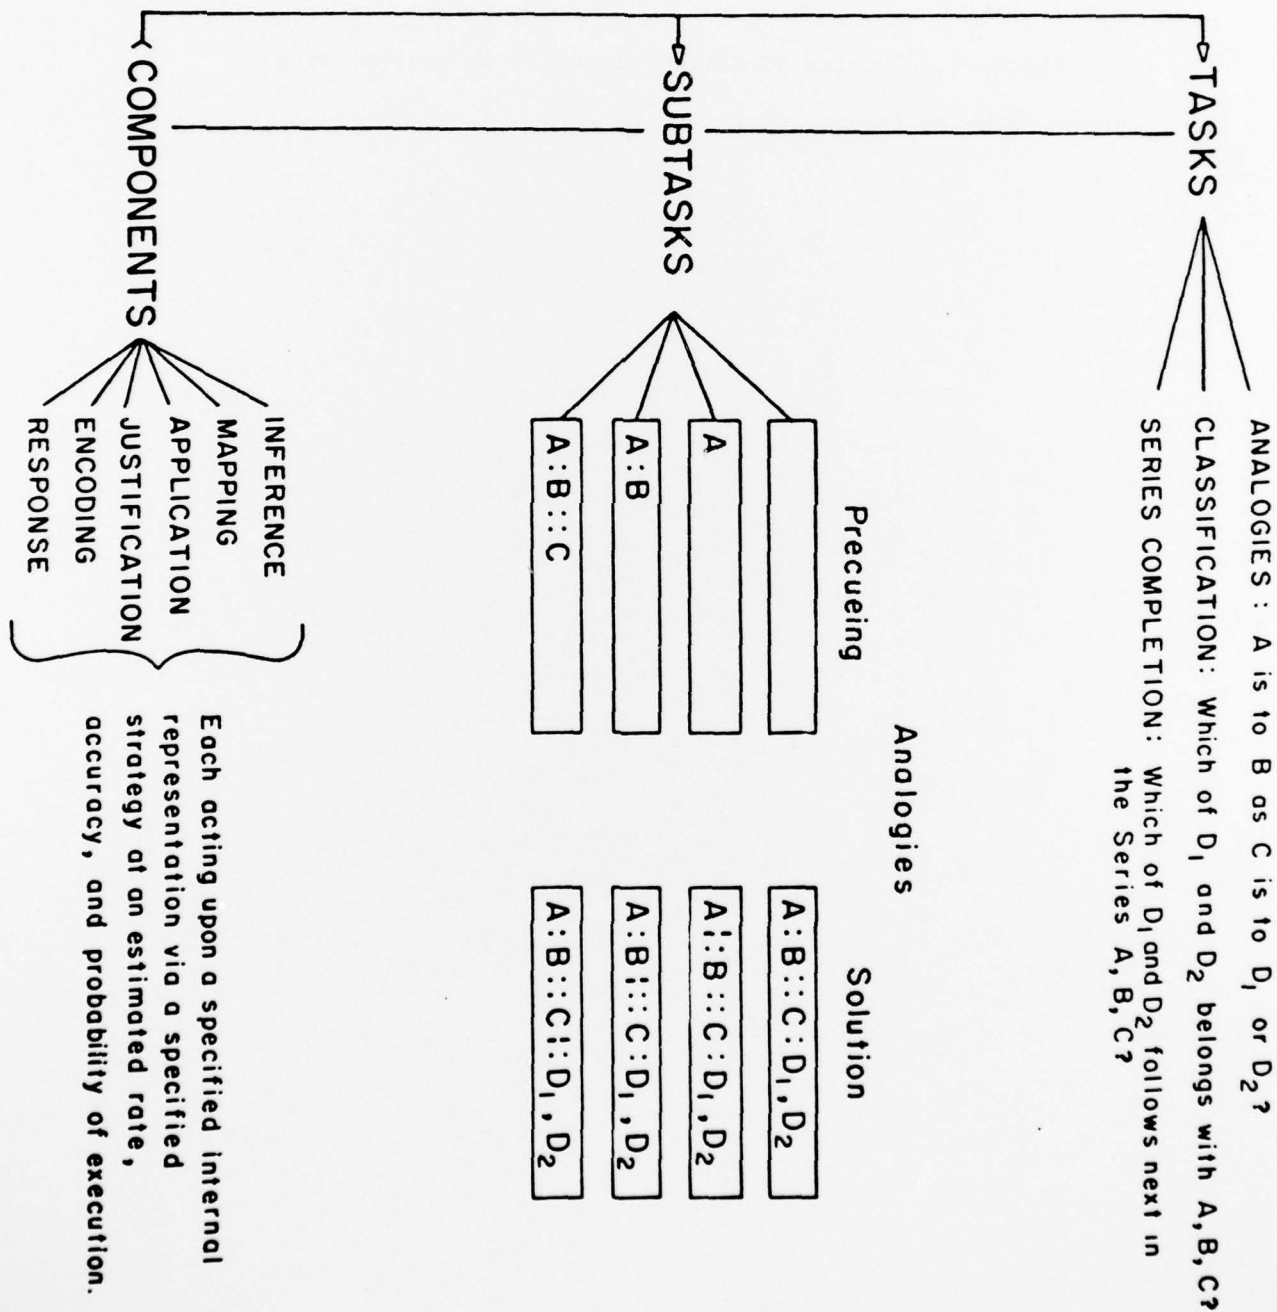 TASKS
ANALOGIES : A is to B as C is to D₁ or D₂?
CLASSIFICATION: Which of D₁ and D₂ belongs with A, B, C?
SERIES COMPLETION: Which of D₁ and D₂ follows next in
the Series A, B, C?
Analogies
Precueing
Solution
SUBTASKS
A:B::C:D₁,D₂
A
A¦:B::C:D₁,D₂
A:B
A:B¦::C:D₁,D₂
A:B::C
A:B::C¦:D₁,D₂
COMPONENTS
INFERENCE
MAPPING
APPLICATION
JUSTIFICATION
ENCODING
RESPONSE
Each acting upon a specified internal
representation via a specified
strategy at an estimated rate,
accuracy, and probability of execution.